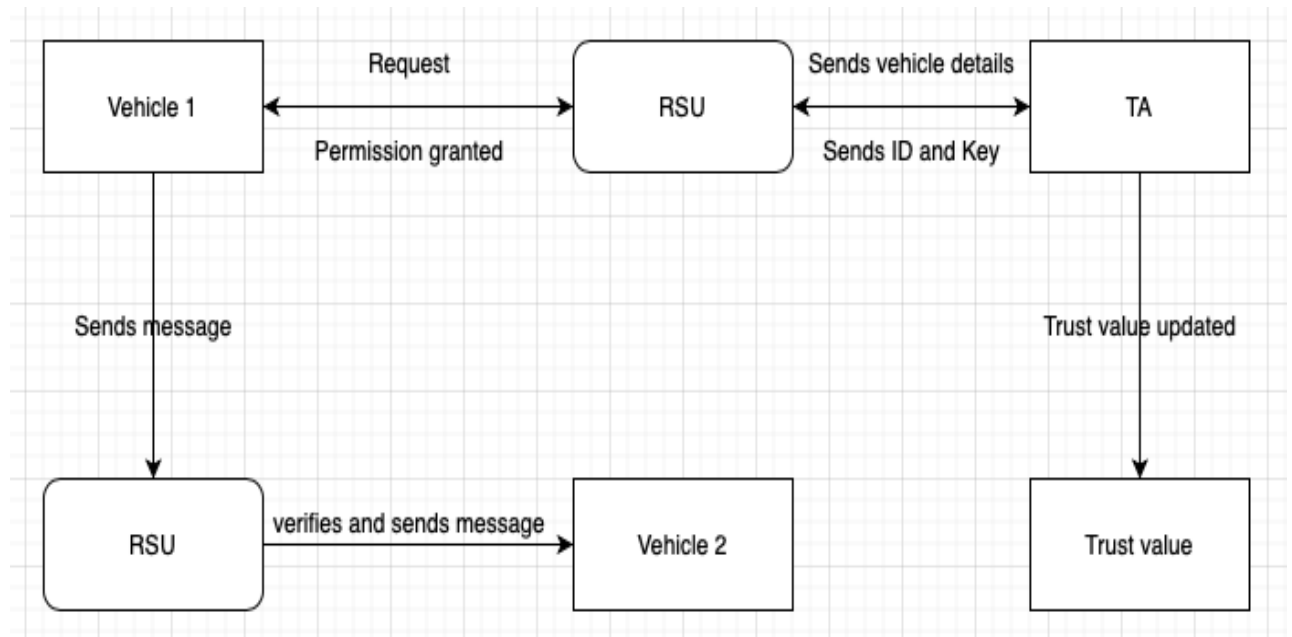 Request
Sends vehicle details
Vehicle 1
RSU
TA
Permission granted
Sends ID and Key
Sends message
Trust value updated
verifies and sends message
RSU
Vehicle 2
Trust value